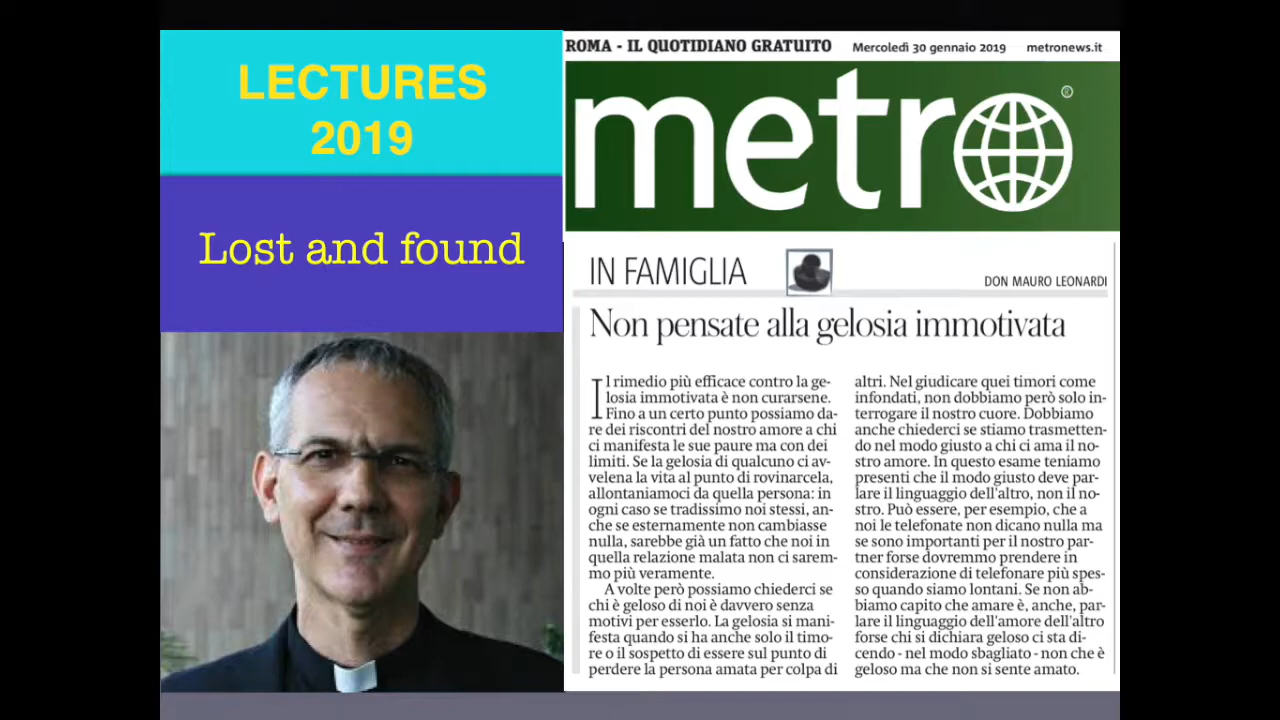 LECTURES
2019
Lost and found
ROMA - IL QUOTIDIANO GRATUITO Mercoledì 30 gennaio 2019 metronews.it
metro
®
IN FAMIGLIA
DON MAURO LEONARDI
Non pensate alla gelosia immotivata
Il rimedio più efficace contro la ge-
losia immotivata è non curarsene.
Fino a un certo punto possiamo da-
re dei riscontri del nostro amore a chi
ci manifesta le sue paure ma con dei
limiti. Se la gelosia di qualcuno ci av-
velena la vita al punto di rovinarcela,
allontaniamoci da quella persona: in
ogni caso se tradissimo noi stessi, an-
che se esternamente non cambiasse
nulla, sarebbe già un fatto che noi in
quella relazione malata non ci sarem-
mo più veramente.
A volte però possiamo chiederci se
chi è geloso di noi è davvero senza
motivi per esserlo. La gelosia si mani-
festa quando si ha anche solo il timo-
re o il sospetto di essere sul punto di
perdere la persona amata per colpa di
altri. Nel giudicare quei timori come
infondati, non dobbiamo però solo in-
terrogare il nostro cuore. Dobbiamo
anche chiederci se stiamo trasmetten-
do nel modo giusto a chi ci ama il no-
stro amore. In questo esame teniamo
presenti che il modo giusto deve par-
lare il linguaggio dell'altro, non il no-
stro. Può essere, per esempio, che a
noi le telefonate non dicano nulla ma
se sono importanti per il nostro par-
tner forse dovremmo prendere in
considerazione di telefonare più spes-
so quando siamo lontani. Se non ab-
biamo capito che amare è, anche, par-
lare il linguaggio dell'amore dell'altro
forse chi si dichiara geloso ci sta di-
cendo - nel modo sbagliato - non che è
geloso ma che non si sente amato.